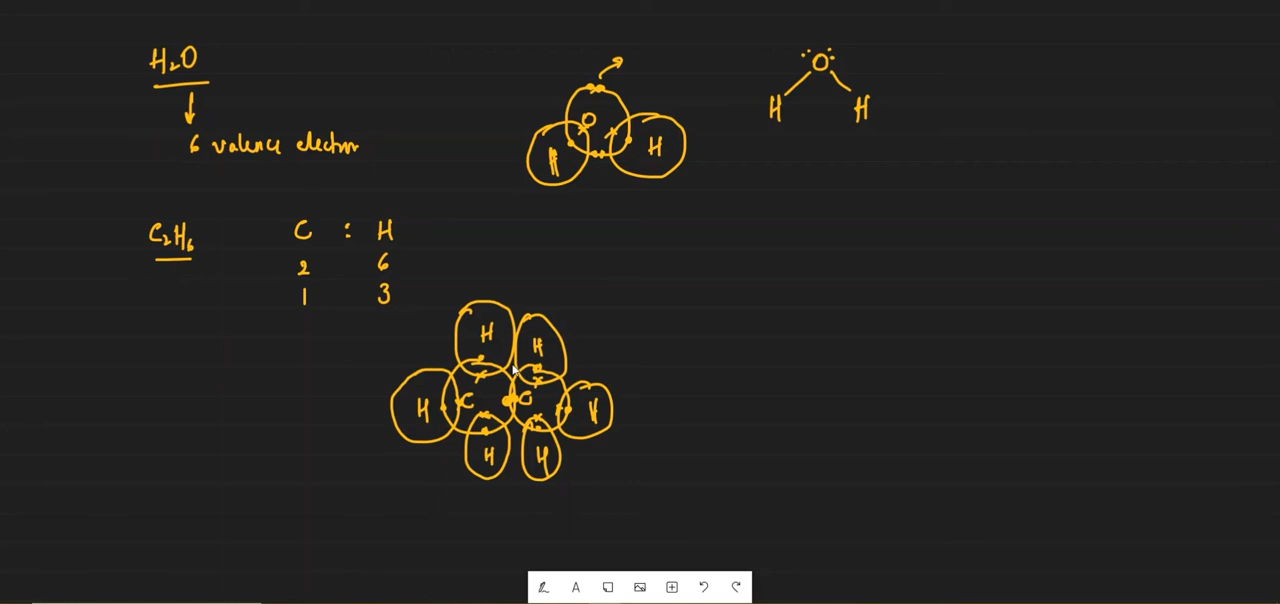 H₂O
6 valence electron
O
H H
O
H H
C₂H₆
C : H
2 6
1 3
H H
H C C H
H H
A